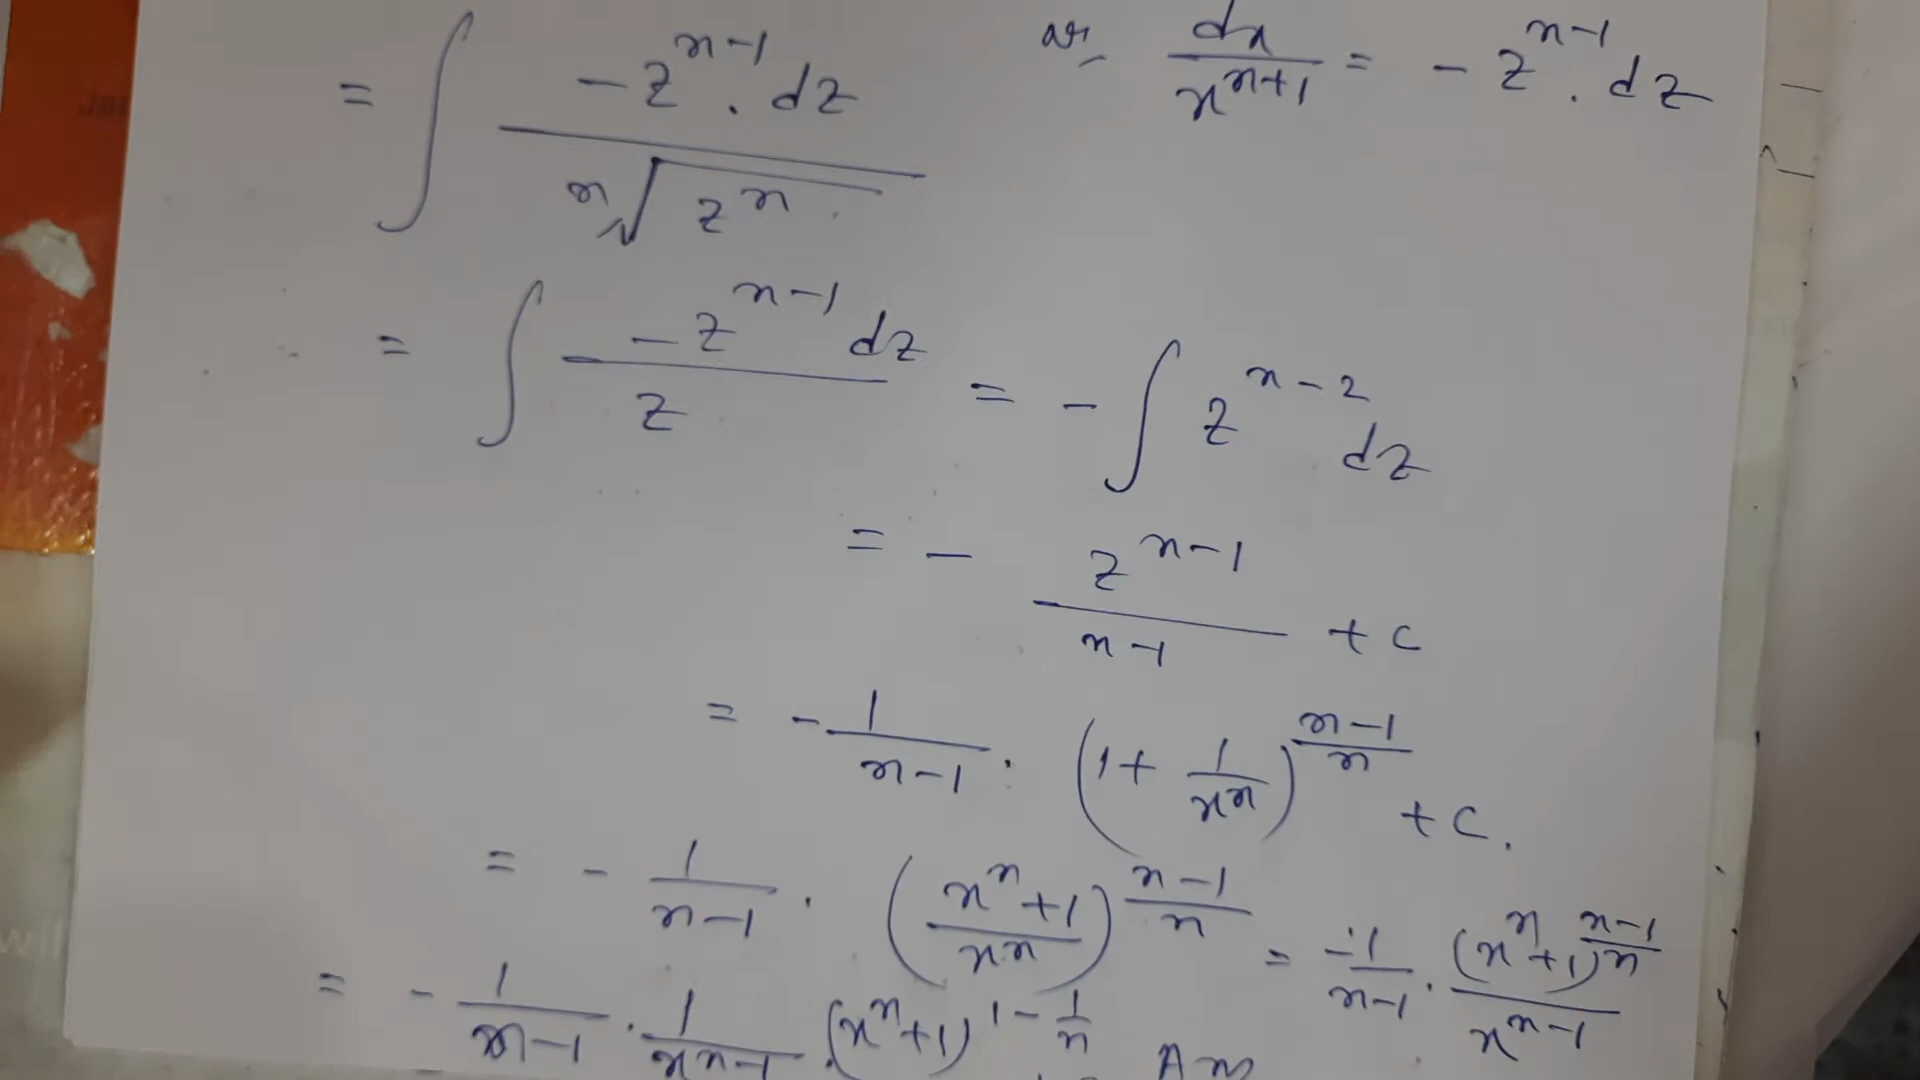 = ∫ -z^{n-1}. dz / \sqrt[n]{z^n}
or, dx / x^{n+1} = - z^{n-1}. dz
= ∫ -z^{n-1} dz / z = - ∫ z^{n-2} dz
= - z^{n-1} / n-1 + c
= - 1/n-1 . (1 + 1/x^n)^{n-1/n} + c.
= - 1/n-1 . (x^n+1 / x^n)^{n-1/n} = -1/n-1 . (x^n+1)^{n-1/n} / x^{n-1}
= - 1/n-1 . 1/x^{n-1} . (x^n+1)^{1-1/n} Ans